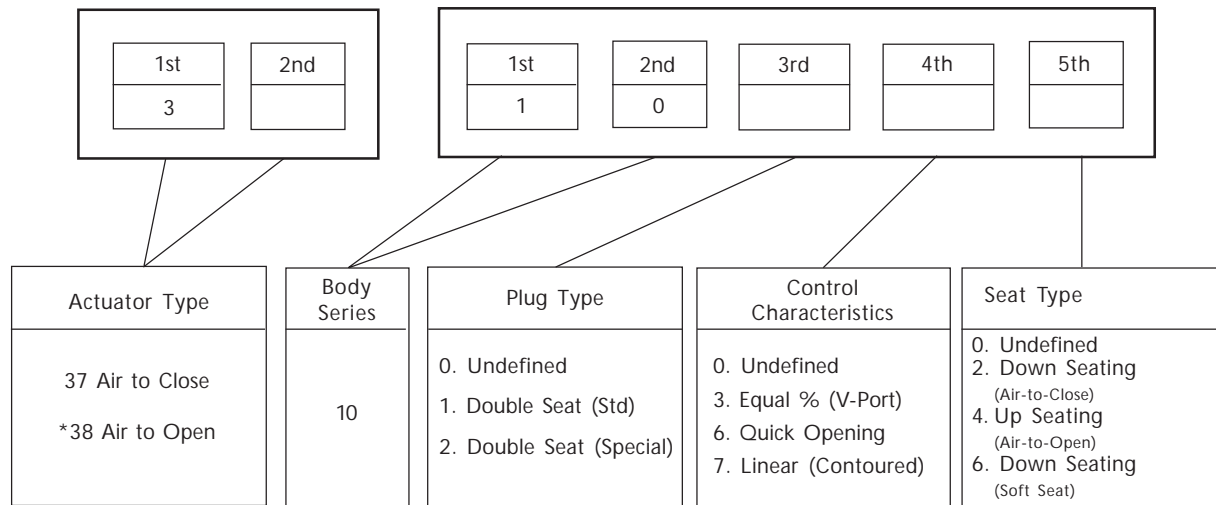 1st
2nd
3
1st
2nd
3rd
4th
5th
1
0
Actuator Type
37 Air to Close
*38 Air to Open
Body
Series
10
Plug Type
0. Undefined
1. Double Seat (Std)
2. Double Seat (Special)
Control
Characteristics
0. Undefined
3. Equal % (V-Port)
6. Quick Opening
7. Linear (Contoured)
Seat Type
0. Undefined
2. Down Seating
(Air-to-Close)
4. Up Seating
(Air-to-Open)
6. Down Seating
(Soft Seat)